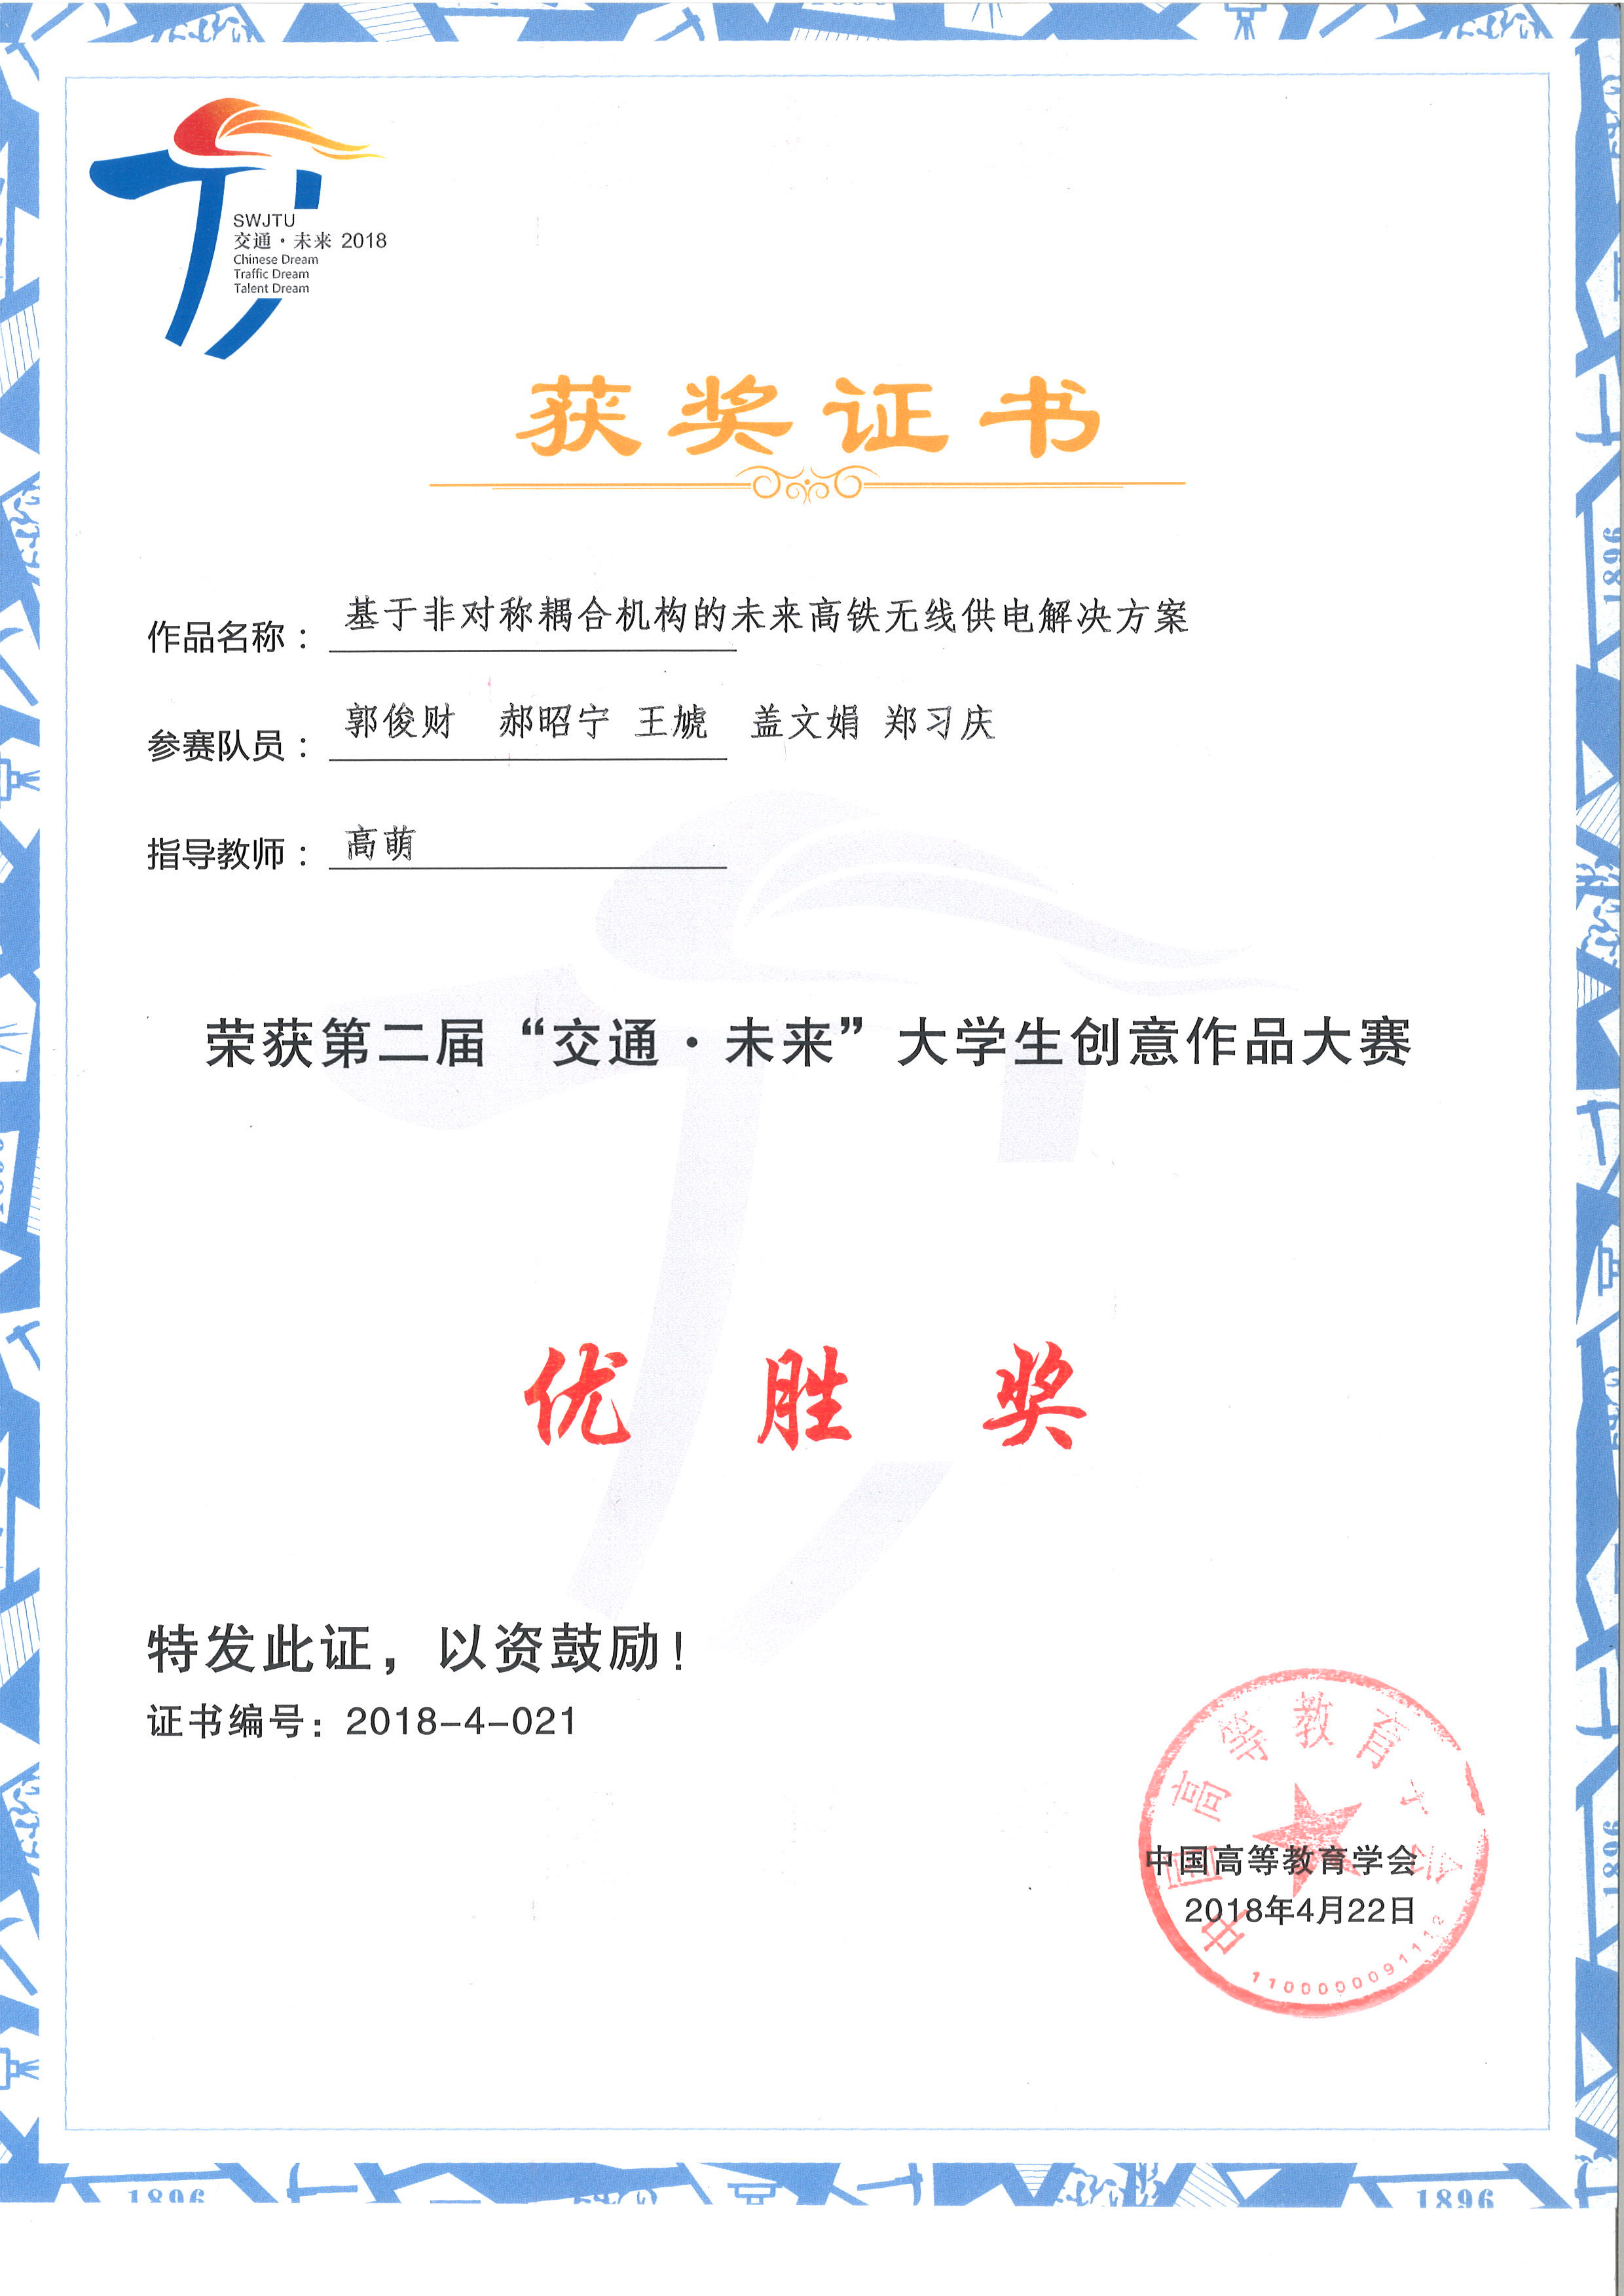 SWJTU
交通·未来 2018
Chinese Dream
Traffic Dream
Talent Dream
获奖证书
作品名称：基于非对称耦合机构的未来高铁无线供电解决方案
参赛队员：郭俊财 郝昭宁 王虓 盖文娟 郑习庆
指导教师：高萌
荣获第二届“交通·未来”大学生创意作品大赛
优胜奖
特发此证，以资鼓励！
证书编号：2018-4-021
中国高等教育学会
中国高等教育学会
2018年4月22日
1100000091112
1896
1896
1896
1896